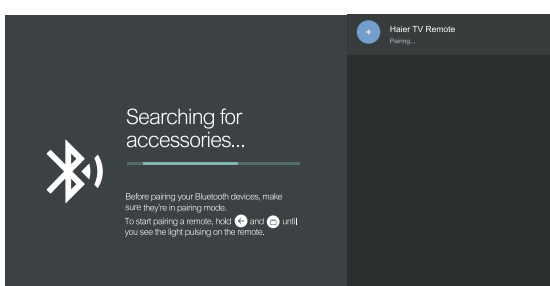 Searching for
accessories...
Before pairing your Bluetooth devices, make
sure they're in pairing mode.
To start pairing a remote, hold and until
you see the light pulsing on the remote.
Haier TV Remote
Pairing...